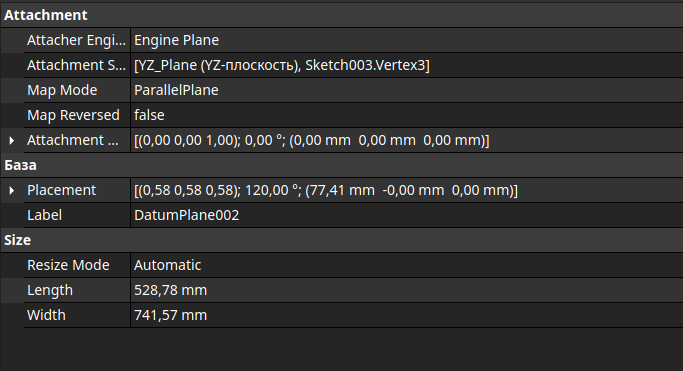 Attachment
Attacher Engi... Engine Plane
Attachment S... [YZ_Plane (YZ-плоскость), Sketch003.Vertex3]
Map Mode ParallelPlane
Map Reversed false
Attachment ... [(0,00 0,00 1,00); 0,00 °; (0,00 mm  0,00 mm  0,00 mm)]
База
Placement [(0,58 0,58 0,58); 120,00 °; (77,41 mm  -0,00 mm  0,00 mm)]
Label DatumPlane002
Size
Resize Mode Automatic
Length 528,78 mm
Width 741,57 mm